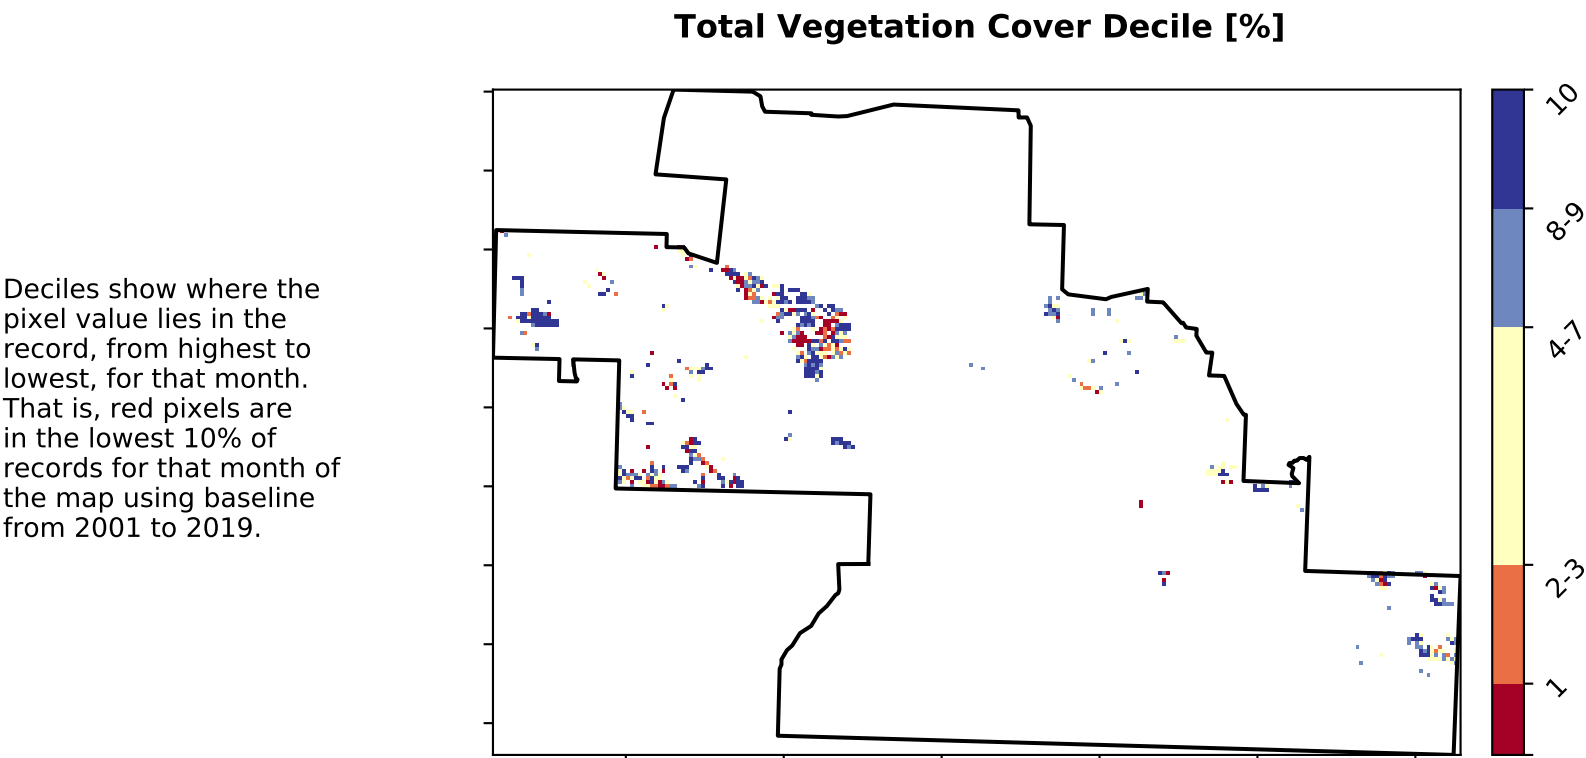 Total Vegetation Cover Decile [%]
Deciles show where the
pixel value lies in the
record, from highest to
lowest, for that month.
That is, red pixels are
in the lowest 10% of
records for that month of
the map using baseline
from 2001 to 2019.
10
8-9
4-7
2-3
1